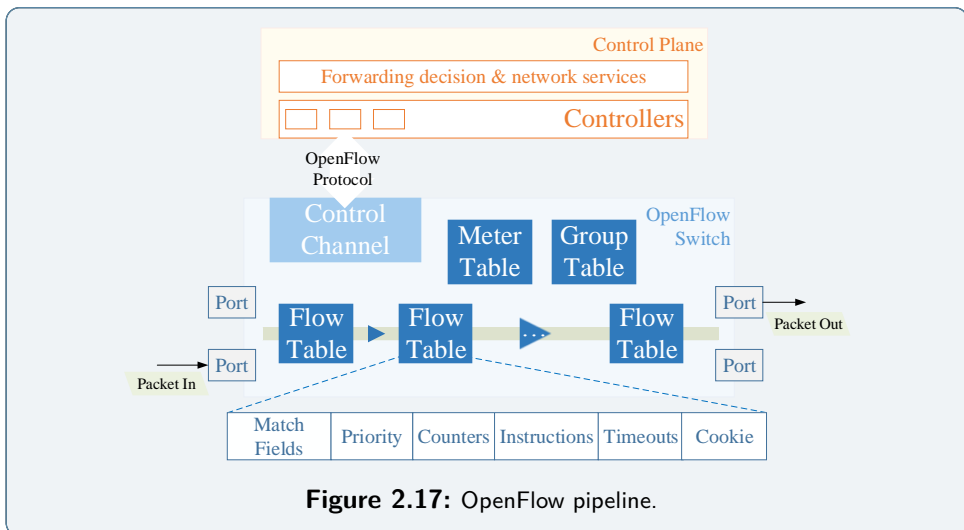 Control Plane
Forwarding decision & network services
Controllers
OpenFlow
Protocol
Control
Channel
Meter
Table
Group
Table
OpenFlow
Switch
Port
Port
Flow
Table
Flow
Table
...
Flow
Table
Port
Packet Out
Port
Packet In
Match
Fields
Priority
Counters
Instructions
Timeouts
Cookie
Figure 2.17: OpenFlow pipeline.